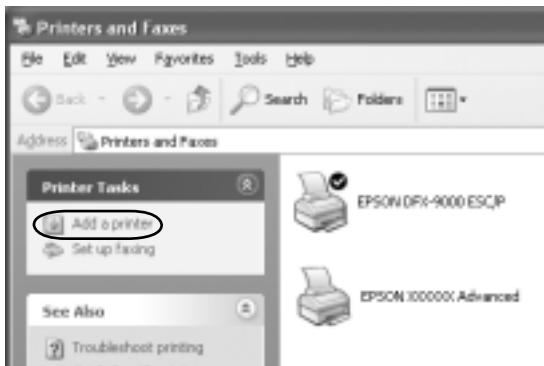 Printers and Faxes
File Edit View Favorites Tools Help
Back Search Folders
Address Printers and Faxes
Printer Tasks
Add a printer
Set up faxing
See Also
Troubleshoot printing
EPSON DFX-9000 ESC/P
EPSON XXXXXX Advanced